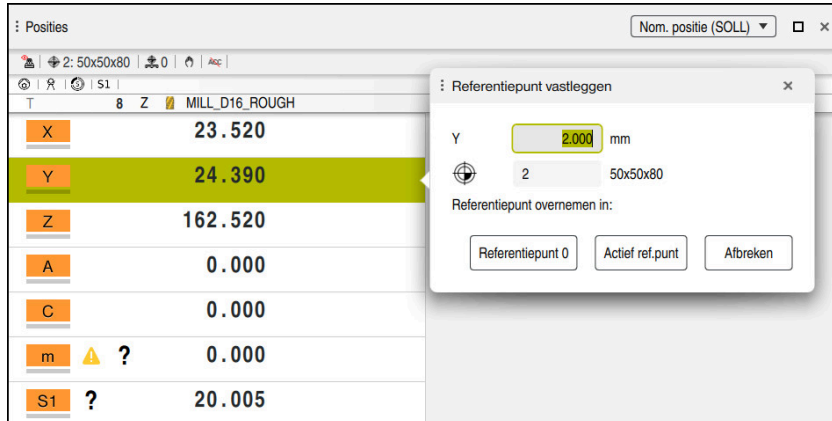 Posities
Nom. positie (SOLL)
2: 50x50x80 0 Acc
S1
T 8 Z MILL_D16_ROUGH
X 23.520
Y 24.390
Z 162.520
A 0.000
C 0.000
m ? 0.000
S1 ? 20.005
Referentiepunt vastleggen
Y 2.000 mm
2 50x50x80
Referentiepunt overnemen in:
Referentiepunt 0 Actief ref.punt Afbreken